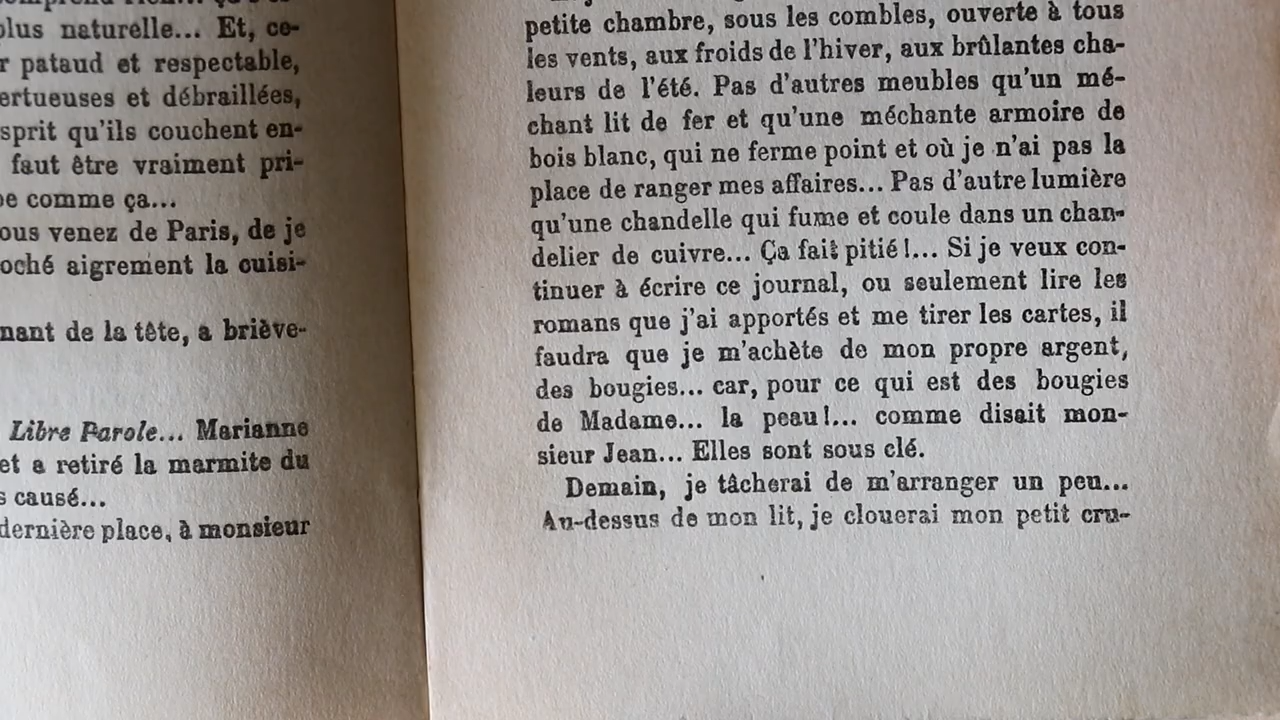 plus naturelle... Et, ce-
r pataud et respectable,
ertueuses et débraillées,
sprit qu'ils couchent en-
faut être vraiment pri-
pe comme ça...
ous venez de Paris, de je
oché aigrement la cuisi-
nant de la tête, a briève-
Libre Parole... Marianne
et a retiré la marmite du
s causé...
dernière place, à monsieur
petite chambre, sous les combles, ouverte à tous
les vents, aux froids de l'hiver, aux brûlantes cha-
leurs de l'été. Pas d'autres meubles qu'un mé-
chant lit de fer et qu'une méchante armoire de
bois blanc, qui ne ferme point et où je n'ai pas la
place de ranger mes affaires... Pas d'autre lumière
qu'une chandelle qui fume et coule dans un chan-
delier de cuivre... Ça fait pitié !... Si je veux con-
tinuer à écrire ce journal, ou seulement lire les
romans que j'ai apportés et me tirer les cartes, il
faudra que je m'achète de mon propre argent,
des bougies... car, pour ce qui est des bougies
de Madame... la peau !... comme disait mon-
sieur Jean... Elles sont sous clé.
Demain, je tâcherai de m'arranger un peu...
Au-dessus de mon lit, je clouerai mon petit cru-